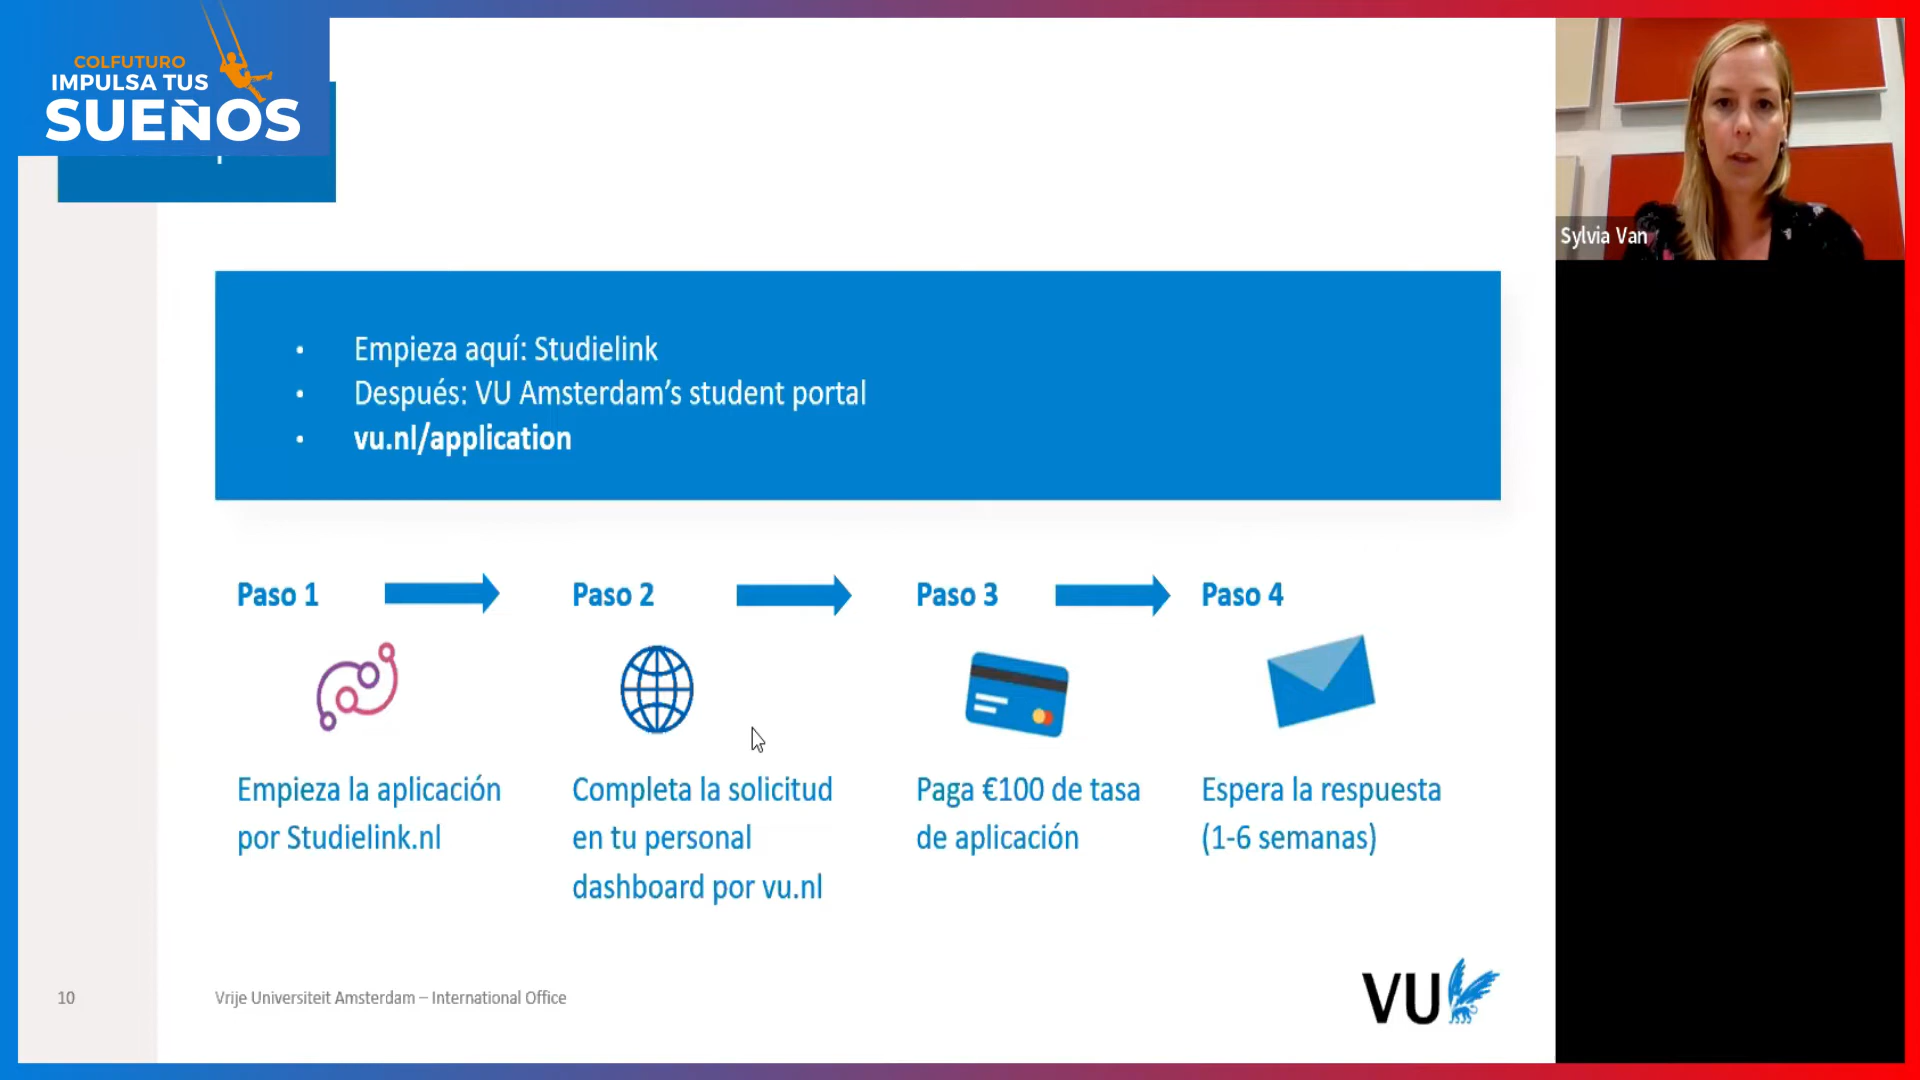 COLFUTURO
IMPULSA TUS
SUEÑOS
Sylvia Van
• Empieza aquí: Studielink
• Después: VU Amsterdam's student portal
• vu.nl/application
Paso 1
Paso 2
Paso 3
Paso 4
Empieza la aplicación
por Studielink.nl
Completa la solicitud
en tu personal
dashboard por vu.nl
Paga €100 de tasa
de aplicación
Espera la respuesta
(1-6 semanas)
10
Vrije Universiteit Amsterdam – International Office
VU